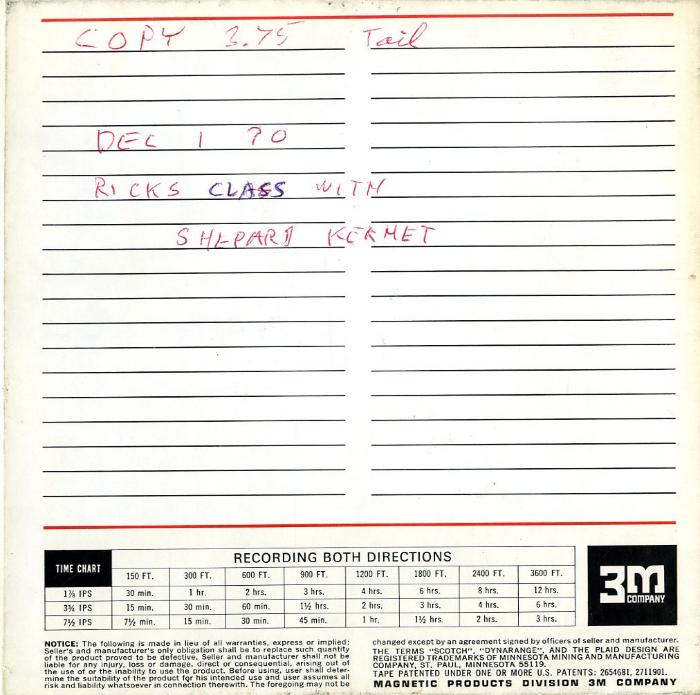 COPY 3.75 Tail
DEC 1 70
RICKS CLASS WITH
SHEPARD KERMET
TIME CHART
RECORDING BOTH DIRECTIONS
150 FT. 300 FT. 600 FT. 900 FT. 1200 FT. 1800 FT. 2400 FT. 3600 FT.
1⅞ IPS 30 min. 1 hr. 2 hrs. 3 hrs. 4 hrs. 6 hrs. 8 hrs. 12 hrs.
3¾ IPS 15 min. 30 min. 60 min. 1½ hrs. 2 hrs. 3 hrs. 4 hrs. 6 hrs.
7½ IPS 7½ min. 15 min. 30 min. 45 min. 1 hr. 1½ hrs. 2 hrs. 3 hrs.
3M
COMPANY
NOTICE: The following is made in lieu of all warranties, express or implied:
Seller's and manufacturer's only obligation shall be to replace such quantity
of the product proved to be defective. Seller and manufacturer shall not be
liable for any injury, loss or damage, direct or consequential, arising out of
the use of or the inability to use the product. Before using, user shall deter-
mine the suitability of the product for his intended use and user assumes all
risk and liability whatsoever in connection therewith. The foregoing may not be
changed except by an agreement signed by officers of seller and manufacturer.
THE TERMS "SCOTCH", "DYNARANGE", AND THE PLAID DESIGN ARE
REGISTERED TRADEMARKS OF MINNESOTA MINING AND MANUFACTURING
COMPANY, ST. PAUL, MINNESOTA 55119.
TAPE PATENTED UNDER ONE OR MORE U.S. PATENTS: 2654681, 2711901.
MAGNETIC PRODUCTS DIVISION 3M COMPANY